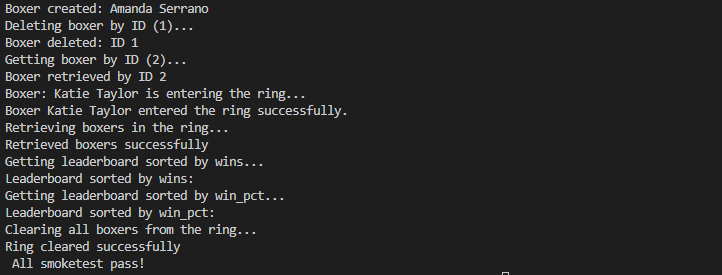 Boxer created: Amanda Serrano
Deleting boxer by ID (1)...
Boxer deleted: ID 1
Getting boxer by ID (2)...
Boxer retrieved by ID 2
Boxer: Katie Taylor is entering the ring...
Boxer Katie Taylor entered the ring successfully.
Retrieving boxers in the ring...
Retrieved boxers successfully
Getting leaderboard sorted by wins...
Leaderboard sorted by wins:
Getting leaderboard sorted by win_pct...
Leaderboard sorted by win_pct:
Clearing all boxers from the ring...
Ring cleared successfully
 All smoketest pass!